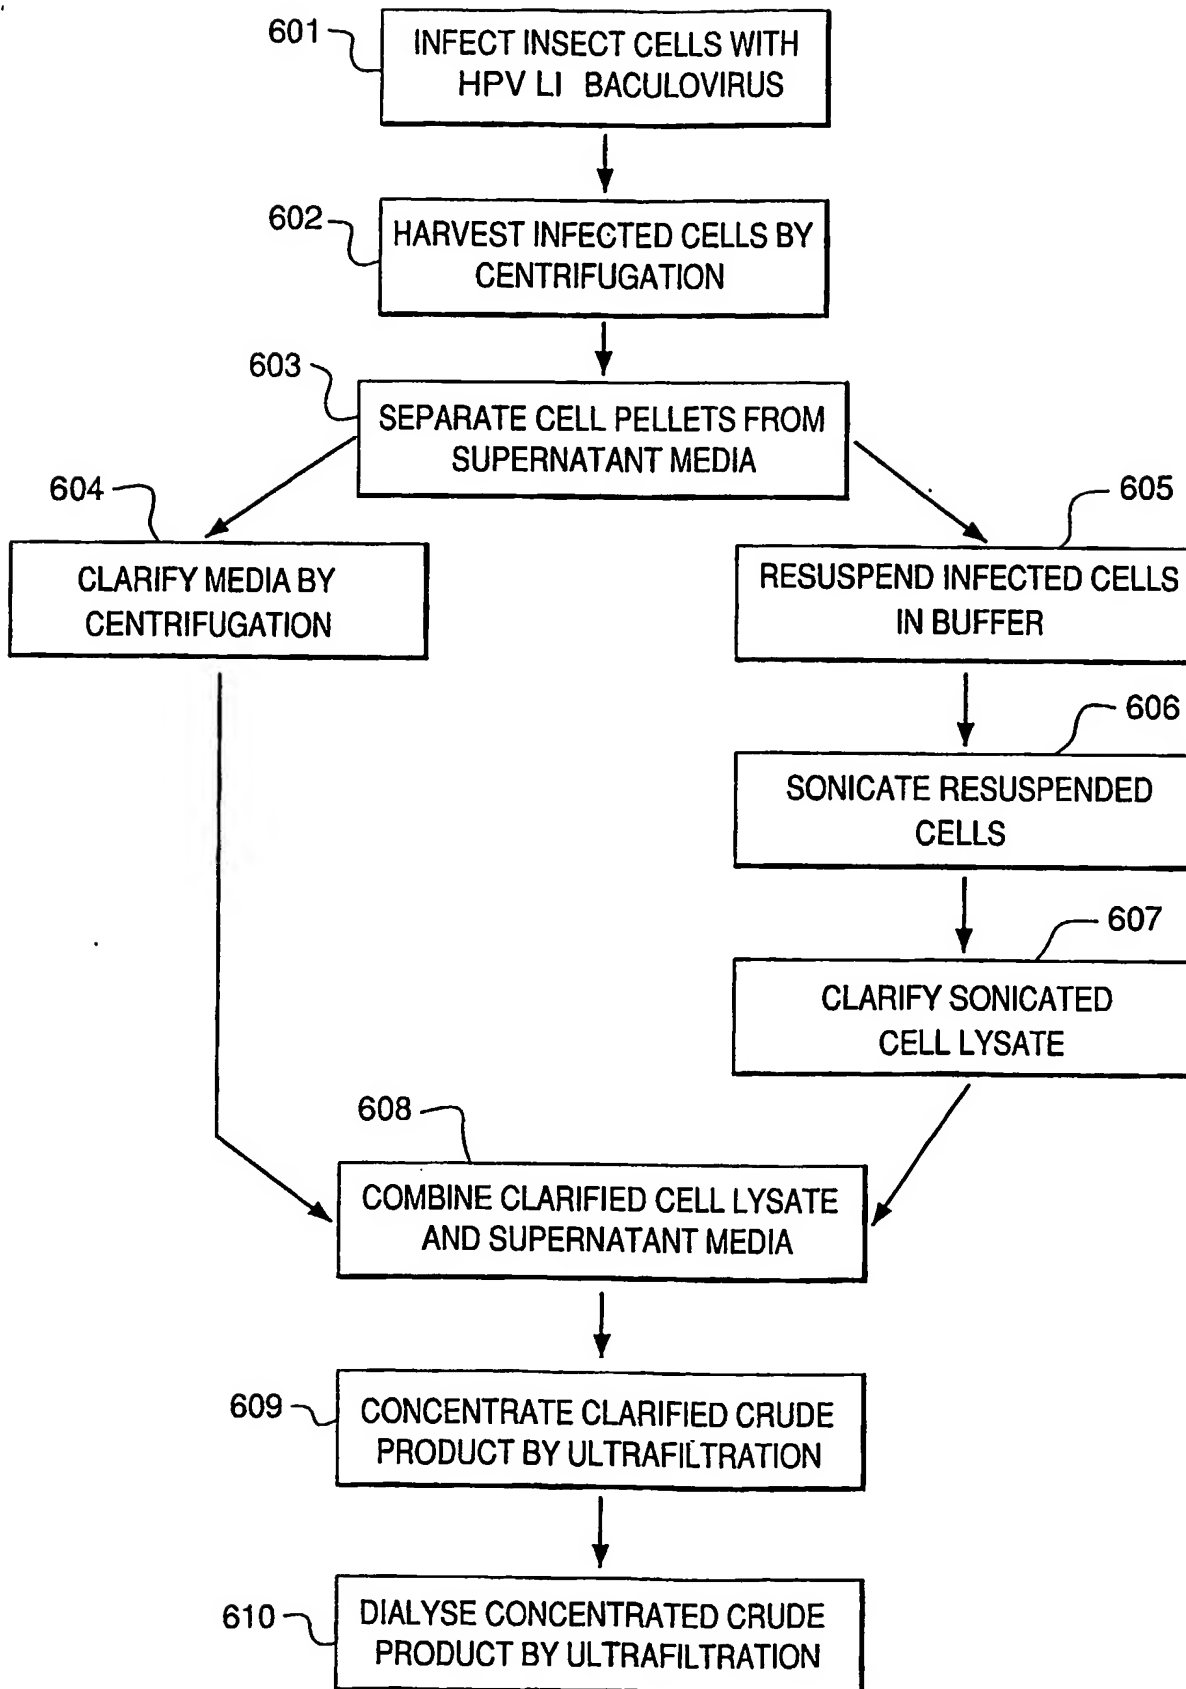 601
INFECT INSECT CELLS WITH
HPV LI BACULOVIRUS
602
HARVEST INFECTED CELLS BY
CENTRIFUGATION
603
SEPARATE CELL PELLETS FROM
SUPERNATANT MEDIA
604
CLARIFY MEDIA BY
CENTRIFUGATION
605
RESUSPEND INFECTED CELLS
IN BUFFER
606
SONICATE RESUSPENDED
CELLS
607
CLARIFY SONICATED
CELL LYSATE
608
COMBINE CLARIFIED CELL LYSATE
AND SUPERNATANT MEDIA
609
CONCENTRATE CLARIFIED CRUDE
PRODUCT BY ULTRAFILTRATION
610
DIALYSE CONCENTRATED CRUDE
PRODUCT BY ULTRAFILTRATION